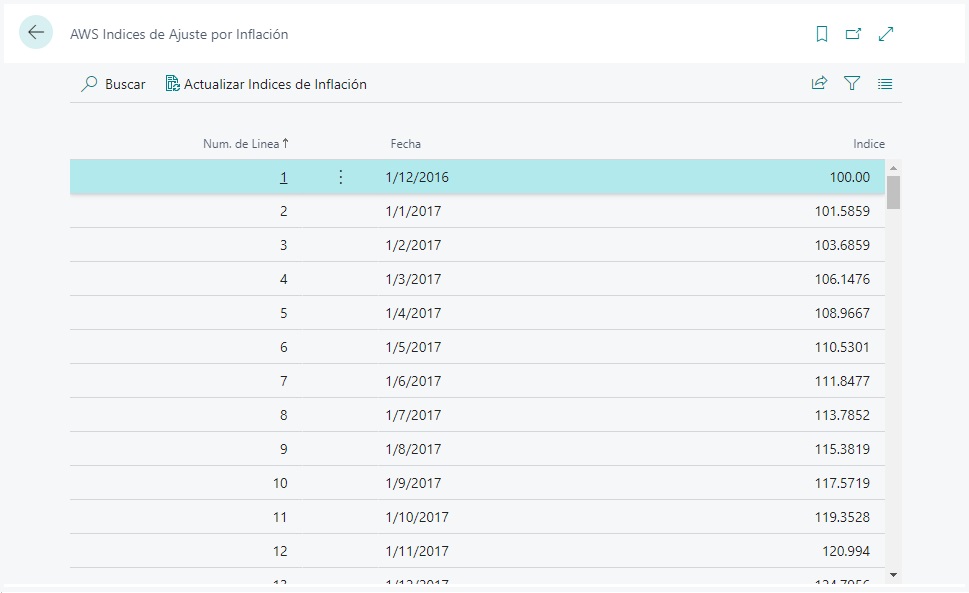 AWS Indices de Ajuste por Inflación
Buscar Actualizar Indices de Inflación
Num. de Linea↑ Fecha Indice
1 1/12/2016 100.00
2 1/1/2017 101.5859
3 1/2/2017 103.6859
4 1/3/2017 106.1476
5 1/4/2017 108.9667
6 1/5/2017 110.5301
7 1/6/2017 111.8477
8 1/7/2017 113.7852
9 1/8/2017 115.3819
10 1/9/2017 117.5719
11 1/10/2017 119.3528
12 1/11/2017 120.994
13 1/12/2017